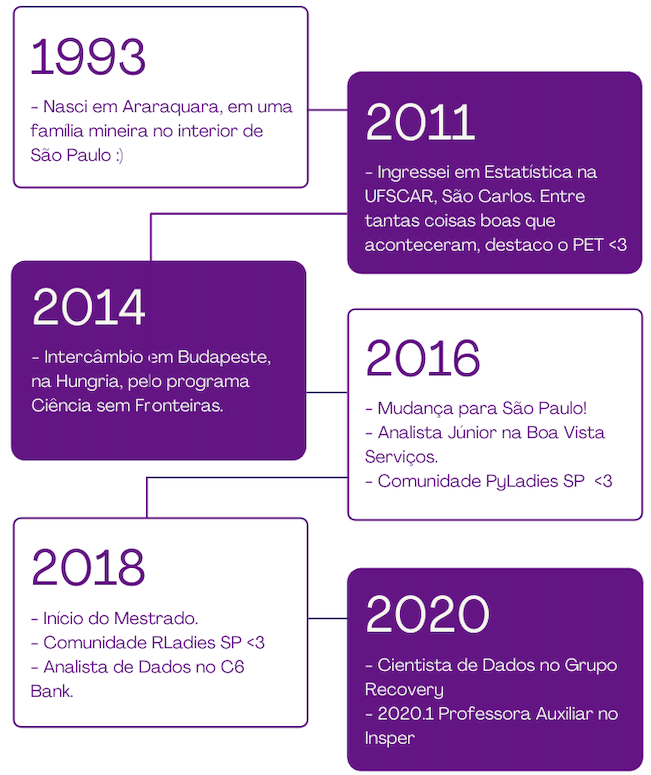 1993
- Nasci em Araraquara, em uma
família mineira no interior de
São Paulo :)
2011
- Ingressei em Estatística na
UFSCAR, São Carlos. Entre
tantas coisas boas que
aconteceram, destaco o PET <3
2014
- Intercâmbio em Budapeste,
na Hungria, pelo programa
Ciência sem Fronteiras.
2016
- Mudança para São Paulo!
- Analista Júnior na Boa Vista
Serviços.
- Comunidade PyLadies SP <3
2018
- Início do Mestrado.
- Comunidade RLadies SP <3
- Analista de Dados no C6
Bank.
2020
- Cientista de Dados no Grupo
Recovery
- 2020.1 Professora Auxiliar no
Insper